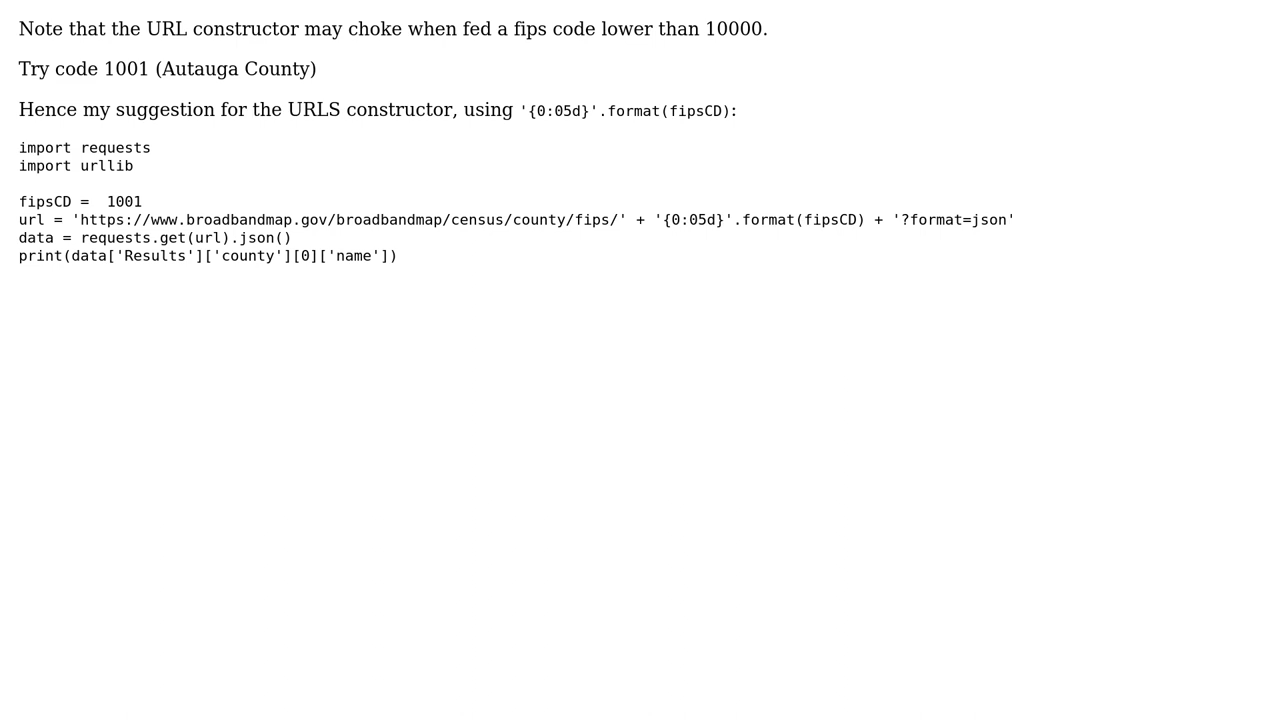 Note that the URL constructor may choke when fed a fips code lower than 10000.
Try code 1001 (Autauga County)
Hence my suggestion for the URLS constructor, using '{0:05d}'.format(fipsCD):
import requests
import urllib
fipsCD =  1001
url = 'https://www.broadbandmap.gov/broadbandmap/census/county/fips/' + '{0:05d}'.format(fipsCD) + '?format=json'
data = requests.get(url).json()
print(data['Results']['county'][0]['name'])